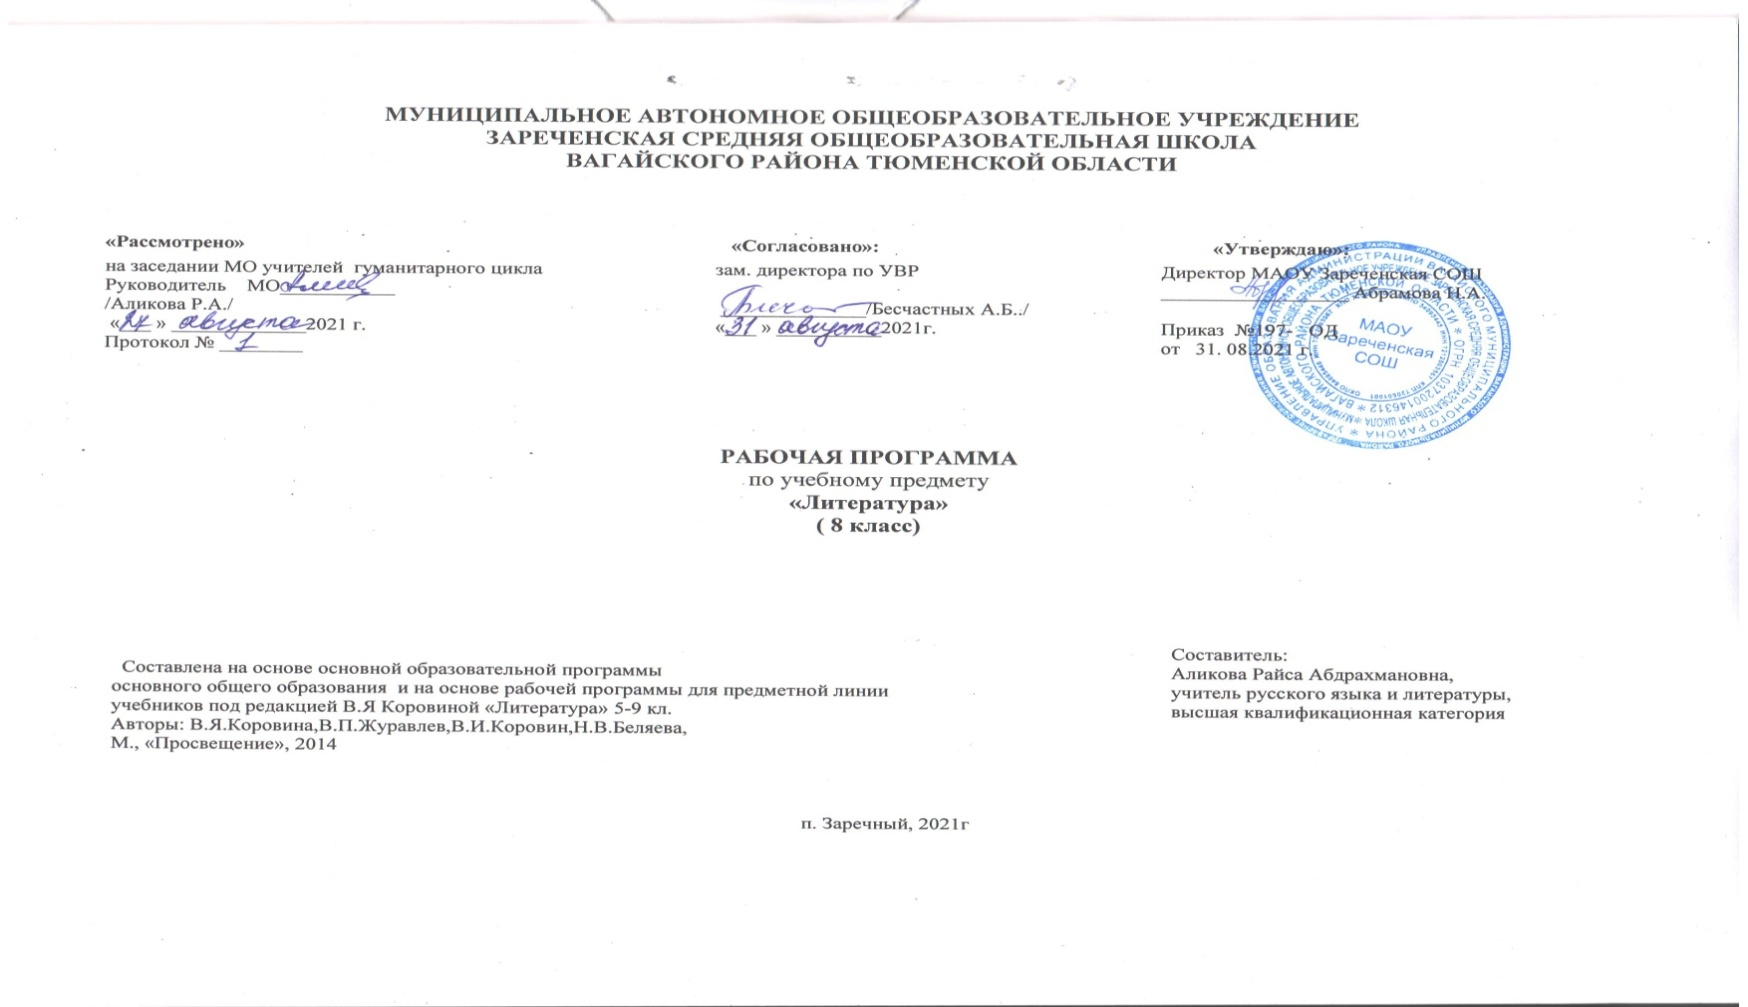 МУНИЦИПАЛЬНОЕ АВТОНОМНОЕ ОБЩЕОБРАЗОВАТЕЛЬНОЕ УЧРЕЖДЕНИЕ
ЗАРЕЧЕНСКАЯ СРЕДНЯЯ ОБЩЕОБРАЗОВАТЕЛЬНАЯ ШКОЛА
ВАГАЙСКОГО РАЙОНА ТЮМЕНСКОЙ ОБЛАСТИ
«Рассмотрено»
на заседании МО учителей гуманитарного цикла
Руководитель МО
/Аликова Р.А./
« » августа 2021 г.
Протокол № 1
«Согласовано»:
зам. директора по УВР
/Бесчастных А.Б../
«31 » августа 2021г.
«Утверждаю»:
Директор МАОУ Зареченская СОШ
Абрамова Н.А.
Приказ №197- ОД
от 31. 08.2021 г.
МАОУ
Зареченская
СОШ
РАБОЧАЯ ПРОГРАММА
по учебному предмету
«Литература»
( 8 класс)
Составлена на основе основной образовательной программы
основного общего образования и на основе рабочей программы для предметной линии
учебников под редакцией В.Я Коровиной «Литература» 5-9 кл.
Авторы: В.Я.Коровина,В.П.Журавлев,В.И.Коровин,Н.В.Беляева,
М., «Просвещение», 2014
Составитель:
Аликова Райса Абдрахмановна,
учитель русского языка и литературы,
высшая квалификационная категория
п. Заречный, 2021г